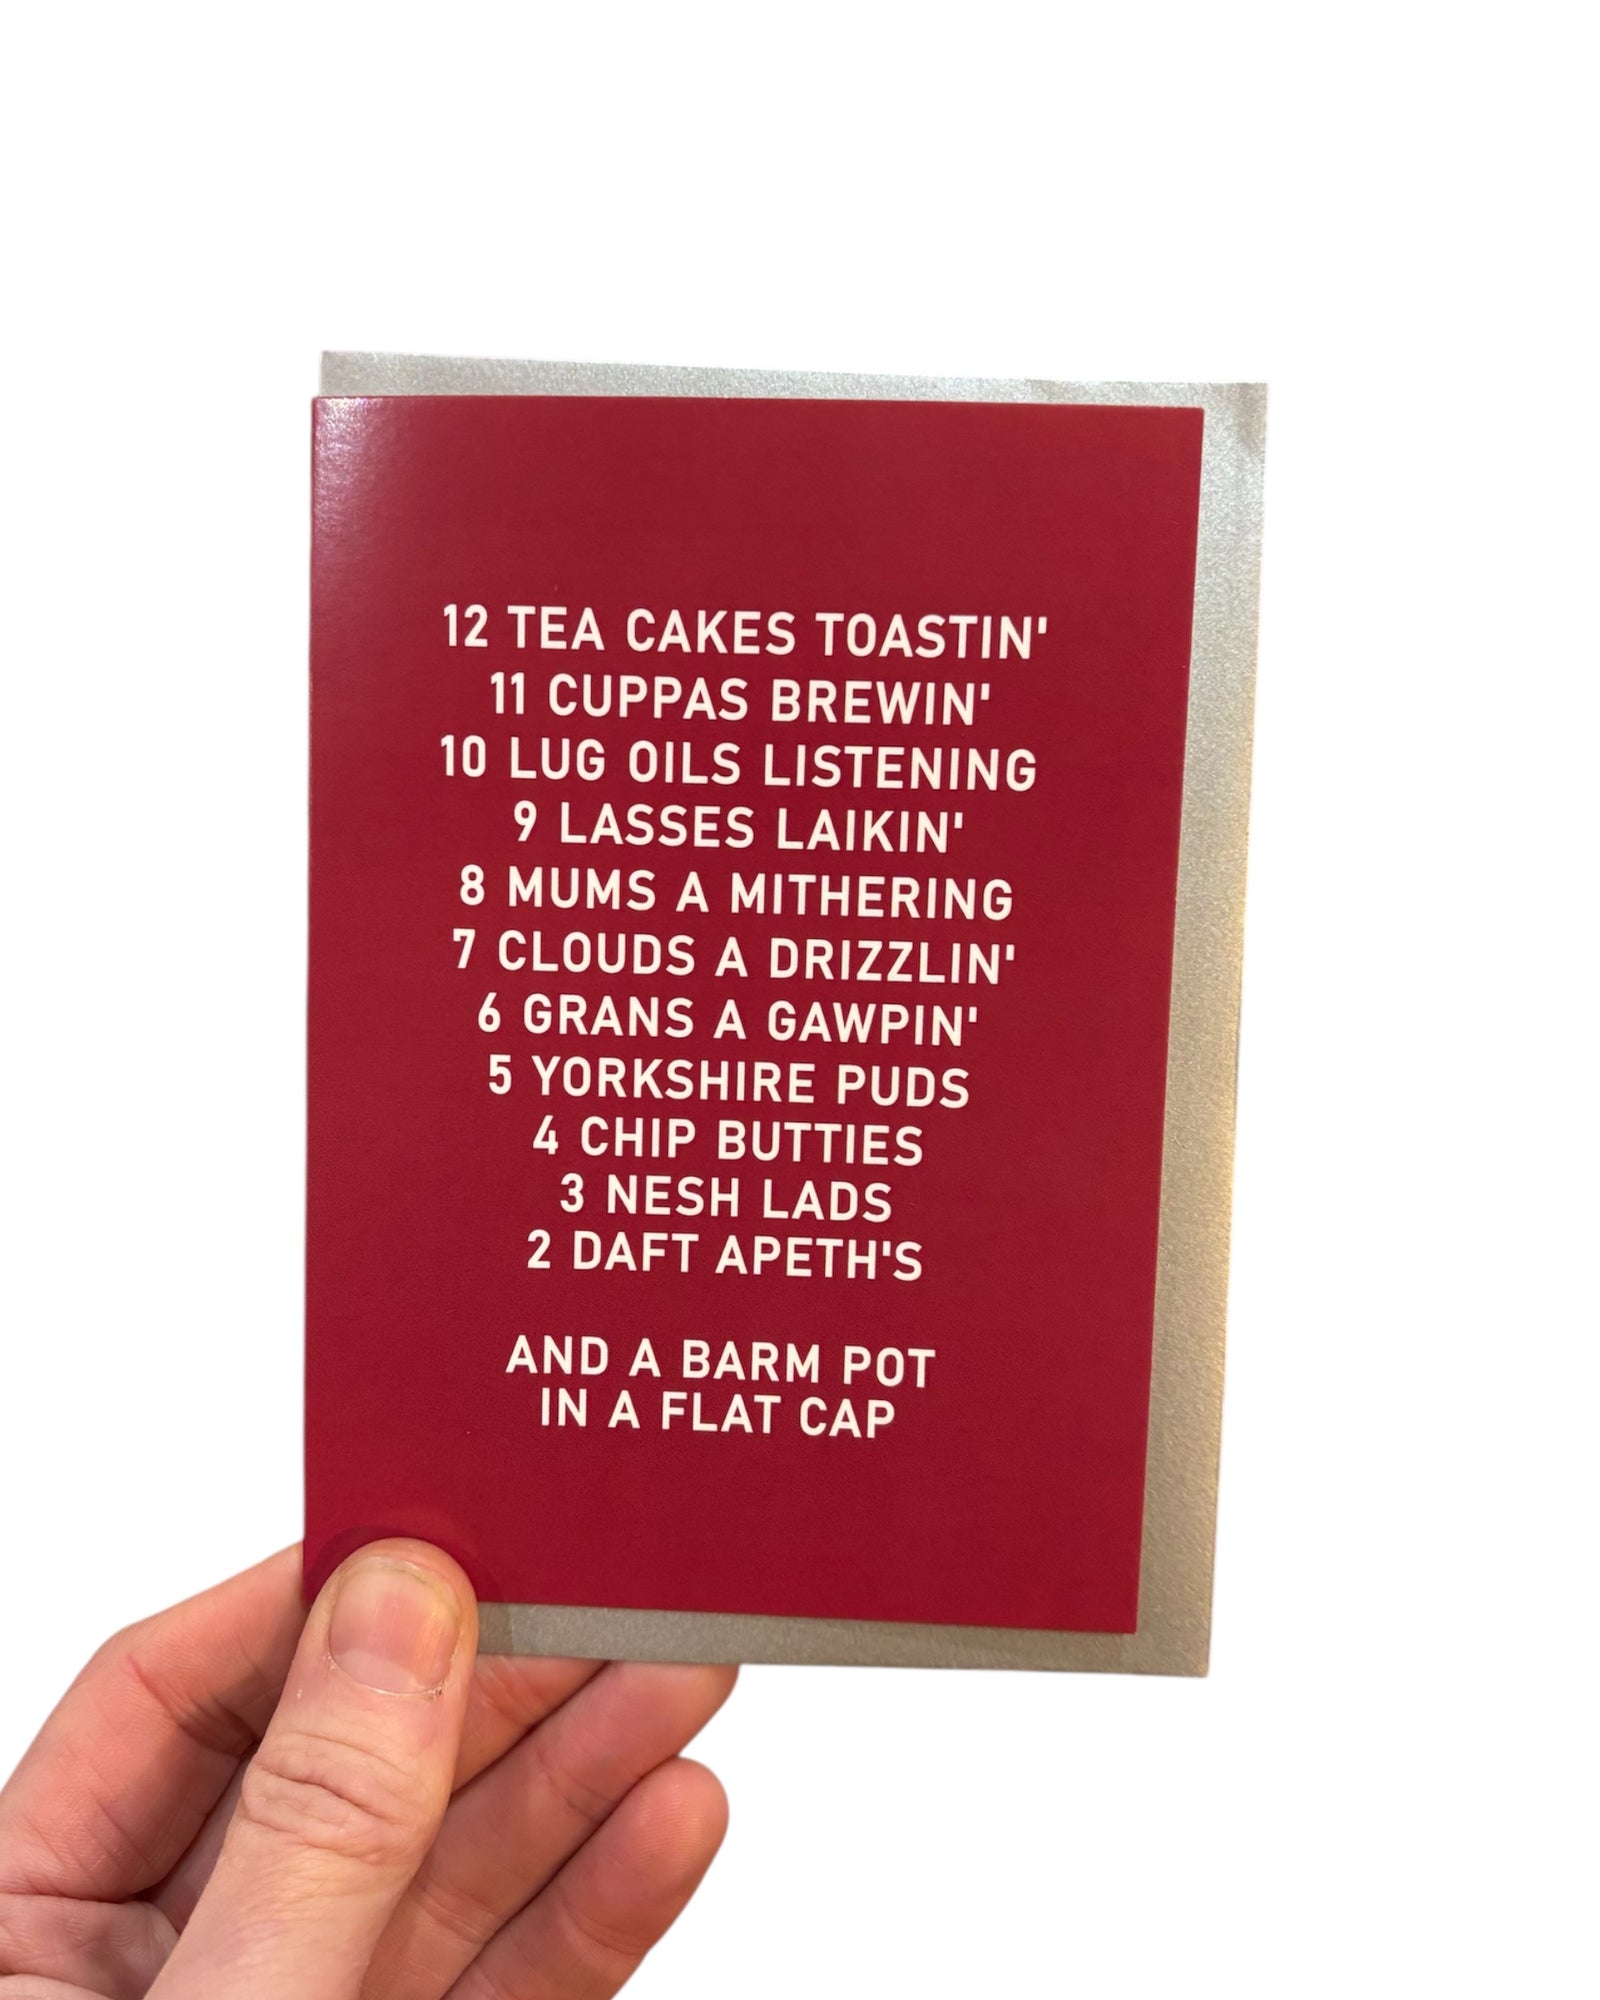 12 TEA CAKES TOASTIN'
11 CUPPAS BREWIN'
10 LUG OILS LISTENING
9 LASSES LAIKIN'
8 MUMS A MITHERING
7 CLOUDS A DRIZZLIN'
6 GRANS A GAWPIN'
5 YORKSHIRE PUDS
4 CHIP BUTTIES
3 NESH LADS
2 DAFT APETH'S
AND A BARM POT
IN A FLAT CAP